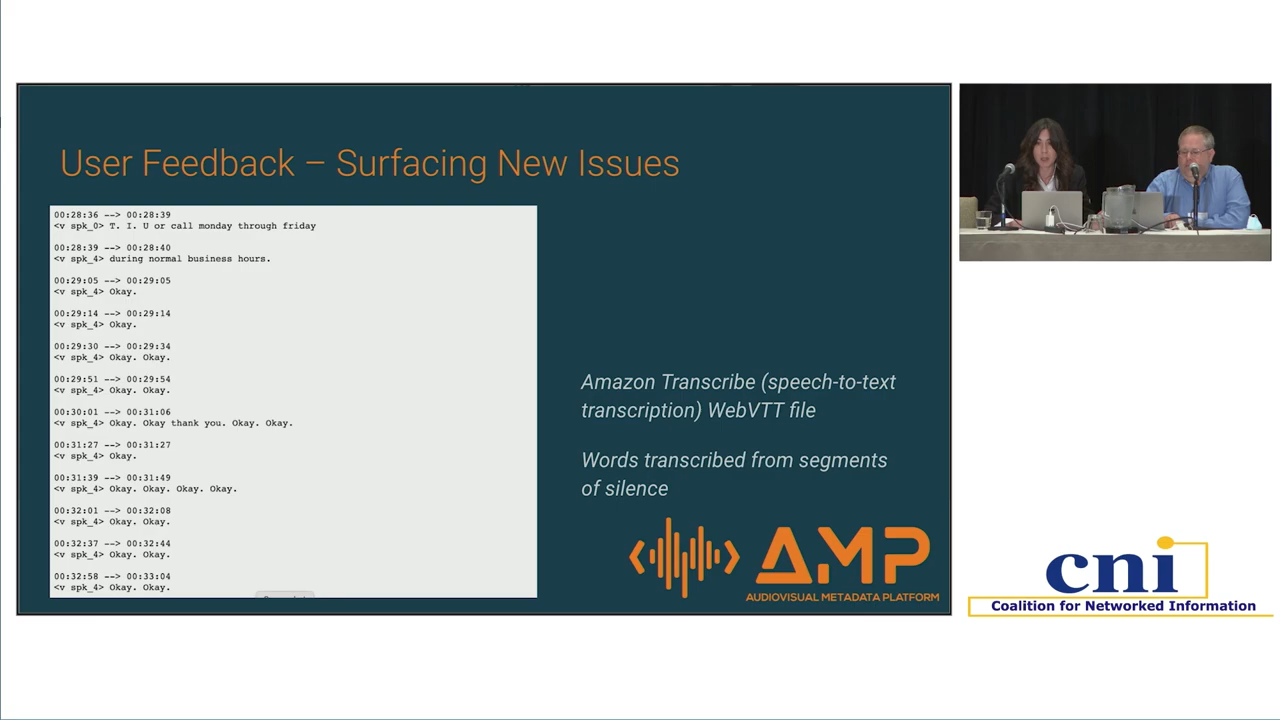 User Feedback – Surfacing New Issues
00:28:36 --> 00:28:39
<v spk_0> T. I. U or call monday through friday
00:28:39 --> 00:28:40
<v spk_4> during normal business hours.
00:29:05 --> 00:29:05
<v spk_4> Okay.
00:29:14 --> 00:29:14
<v spk_4> Okay.
00:29:30 --> 00:29:34
<v spk_4> Okay. Okay.
00:29:51 --> 00:29:54
<v spk_4> Okay. Okay.
00:30:01 --> 00:31:06
<v spk_4> Okay. Okay thank you. Okay. Okay.
00:31:27 --> 00:31:27
<v spk_4> Okay.
00:31:39 --> 00:31:49
<v spk_4> Okay. Okay. Okay. Okay.
00:32:01 --> 00:32:08
<v spk_4> Okay. Okay.
00:32:37 --> 00:32:44
<v spk_4> Okay. Okay.
00:32:58 --> 00:33:04
<v spk_4> Okay. Okay.
Amazon Transcribe (speech-to-text
transcription) WebVTT file
Words transcribed from segments
of silence
AMP
AUDIOVISUAL METADATA PLATFORM
cni
Coalition for Networked Information